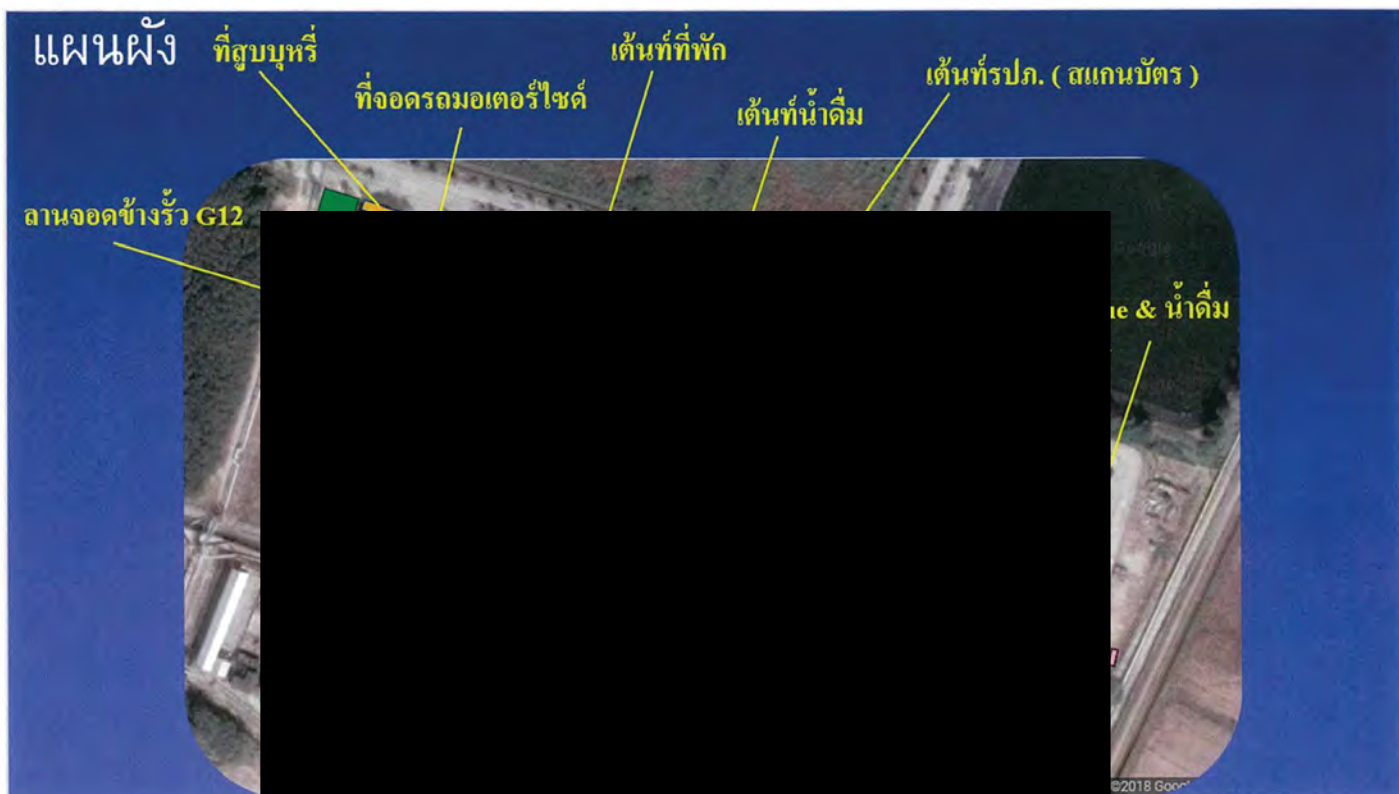 แผนผัง
ที่สูบบุหรี่
เต้นท์ที่พัก
เต้นท์รปภ. ( สแกนบัตร )
ที่จอดรถมอเตอร์ไซด์
เต้นท์น้ำดื่ม
ลานจอดข้างรั้ว G12
& น้ำดื่ม
©2018